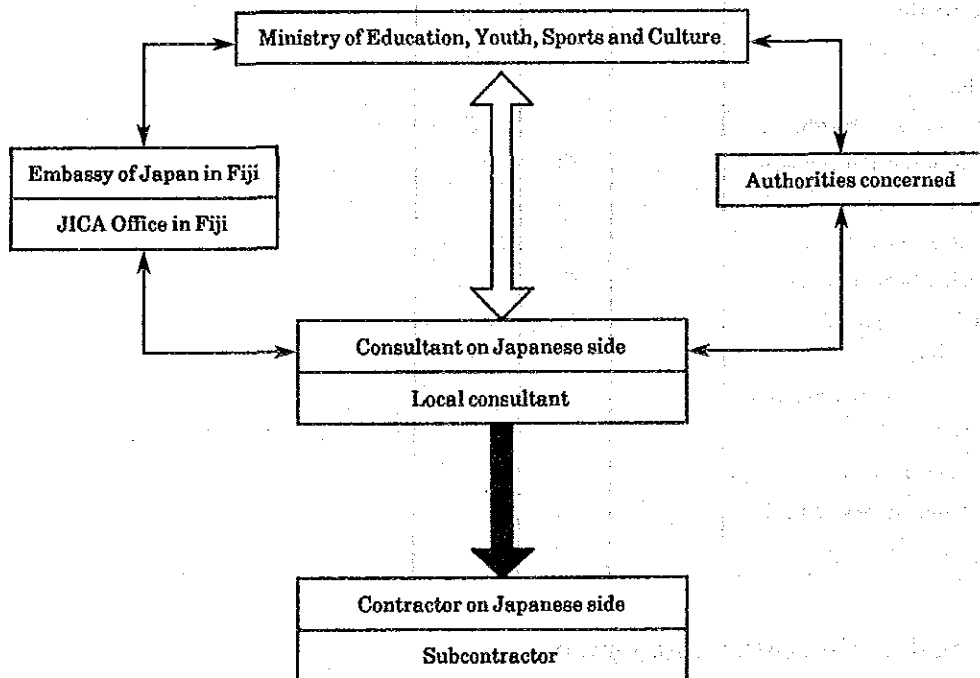 Ministry of Education, Youth, Sports and Culture
Embassy of Japan in Fiji
JICA Office in Fiji
Authorities concerned
Consultant on Japanese side
Local consultant
Contractor on Japanese side
Subcontractor